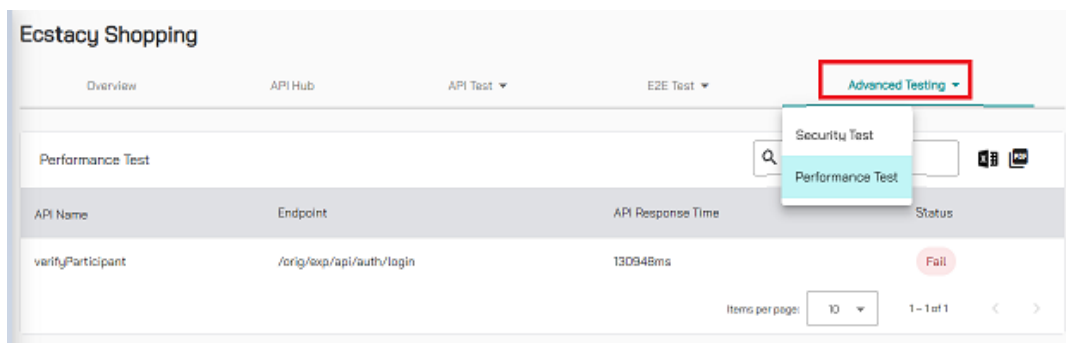 Ecstacy Shopping
Overview API Hub API Test E2E Test Advanced Testing
Security Test
Performance Test
Performance Test
API Name Endpoint API Response Time Status
verifyParticipant /orig/exp/api/auth/login 130948ms Fail
Items per page: 10 1 – 1 of 1